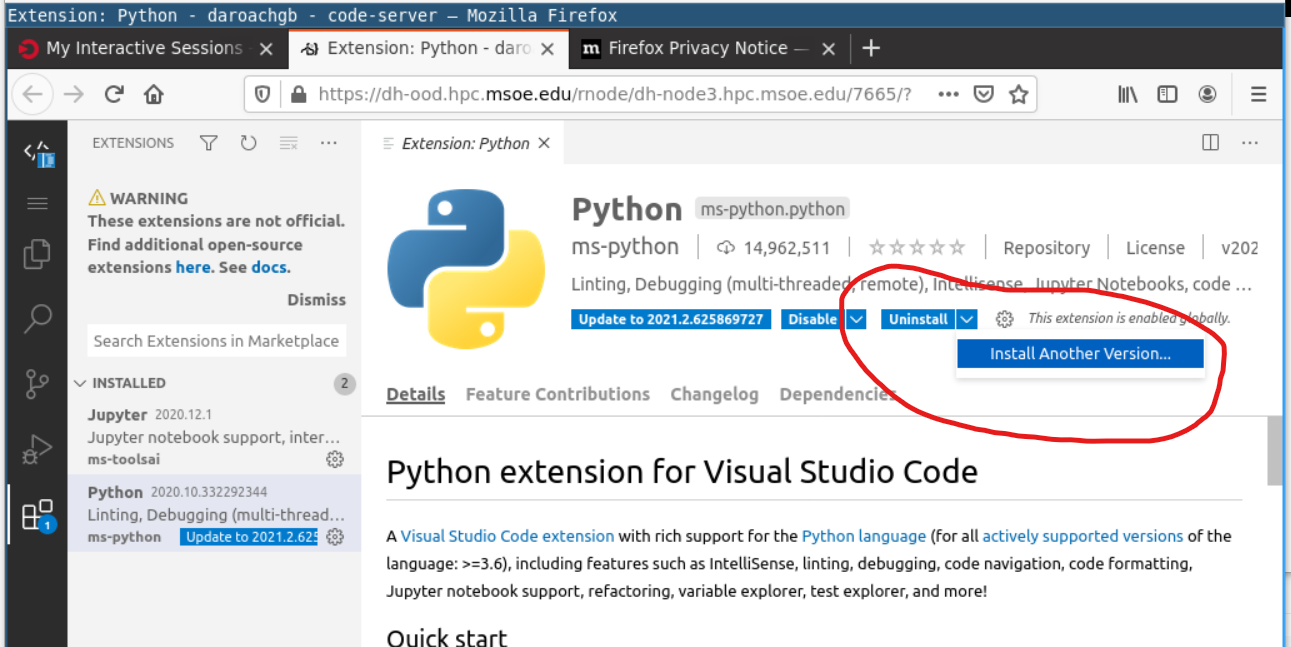 Extension: Python - daroachgb - code-server — Mozilla Firefox
My Interactive Sessions
Extension: Python - daro
Firefox Privacy Notice —
https://dh-ood.hpc.msoe.edu/rnode/dh-node3.hpc.msoe.edu/7665/?
EXTENSIONS
WARNING
These extensions are not official.
Find additional open-source
extensions here. See docs.
Dismiss
Search Extensions in Marketplace
INSTALLED
2
Jupyter 2020.12.1
Jupyter notebook support, inter...
ms-toolsai
Python 2020.10.332292344
Linting, Debugging (multi-thread...
ms-python Update to 2021.2.625
1
Extension: Python
Python ms-python.python
ms-python 14,962,511 Repository License v202
Linting, Debugging (multi-threaded, remote), Intellisense, Jupyter Notebooks, code ...
Update to 2021.2.625869727 Disable Uninstall This extension is enabled globally.
Install Another Version...
Details Feature Contributions Changelog Dependencies
Python extension for Visual Studio Code
A Visual Studio Code extension with rich support for the Python language (for all actively supported versions of the
language: >=3.6), including features such as IntelliSense, linting, debugging, code navigation, code formatting,
Jupyter notebook support, refactoring, variable explorer, test explorer, and more!
Quick start